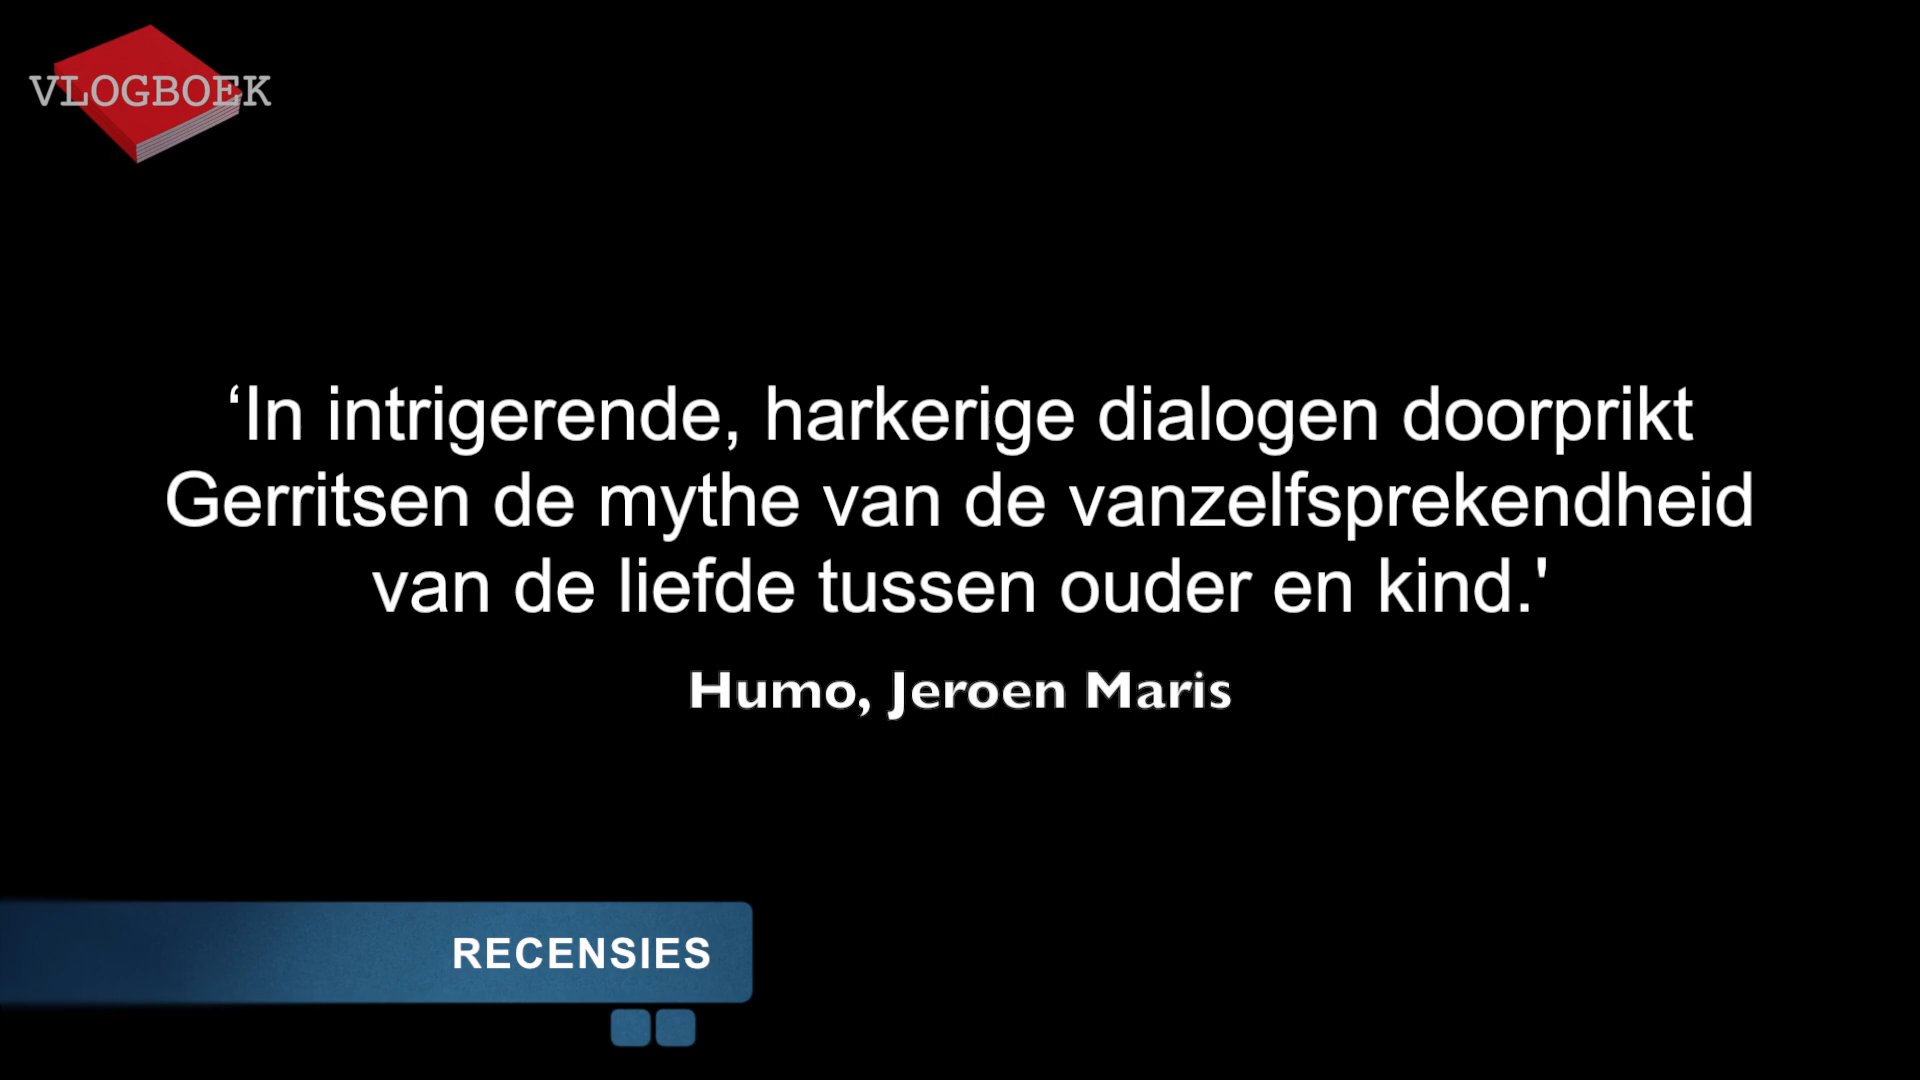 VLOGBOEK
‘In intrigerende, harkerige dialogen doorprikt
Gerritsen de mythe van de vanzelfsprekendheid
van de liefde tussen ouder en kind.'
Humo, Jeroen Maris
RECENSIES